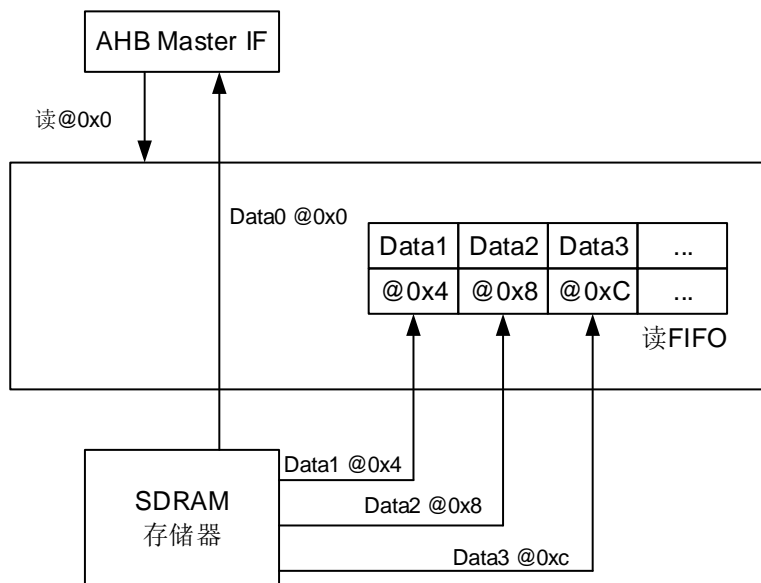 AHB Master IF
读@0x0
Data0 @0x0
Data1 Data2 Data3 ...
@0x4 @0x8 @0xC ...
读FIFO
Data1 @0x4
SDRAM
存储器
Data2 @0x8
Data3 @0xc